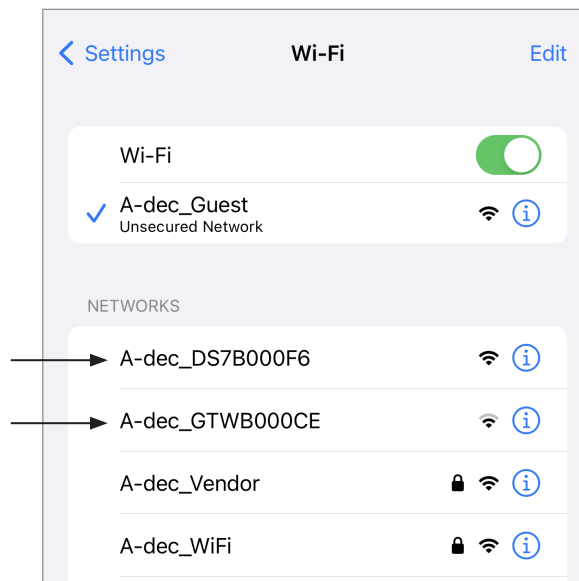 Settings
Wi-Fi
Edit
Wi-Fi
A-dec_Guest
Unsecured Network
NETWORKS
A-dec_DS7B000F6
A-dec_GTWB000CE
A-dec_Vendor
A-dec_WiFi